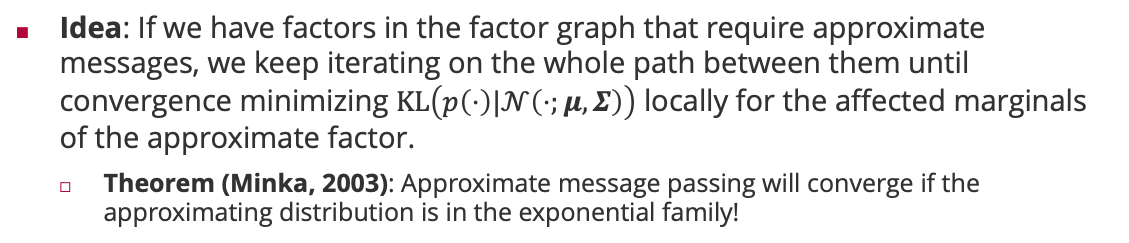 ▪ Idea: If we have factors in the factor graph that require approximate
messages, we keep iterating on the whole path between them until
convergence minimizing KL(p(·)|𝒩(·; μ, Σ)) locally for the affected marginals
of the approximate factor.
▫ Theorem (Minka, 2003): Approximate message passing will converge if the
approximating distribution is in the exponential family!